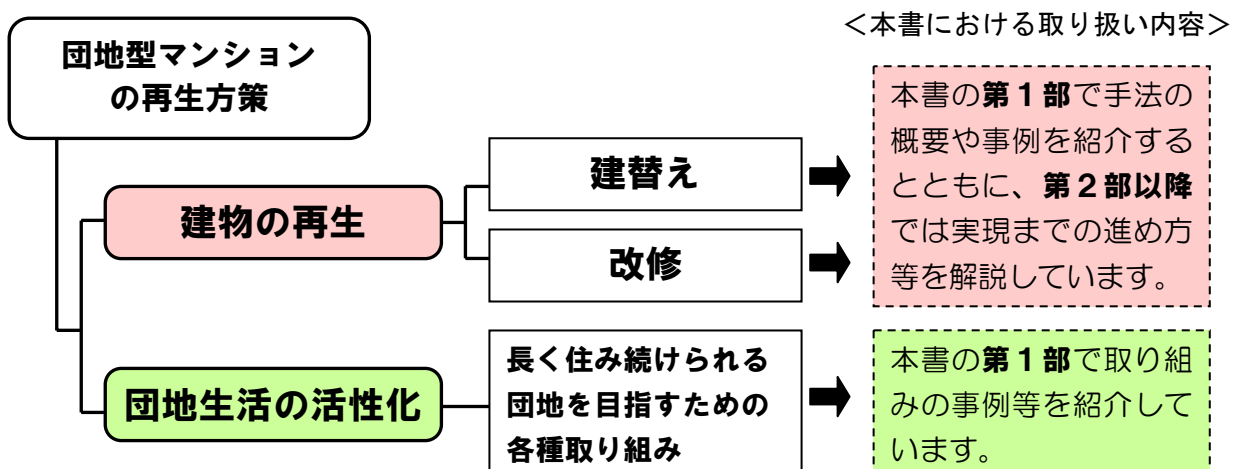 ＜本書における取り扱い内容＞
団地型マンション
の再生方策
建物の再生
建替え
改修
本書の第１部で手法の
概要や事例を紹介する
とともに、第２部以降
では実現までの進め方
等を解説しています。
団地生活の活性化
長く住み続けられる
団地を目指すための
各種取り組み
本書の第１部で取り組
みの事例等を紹介して
います。